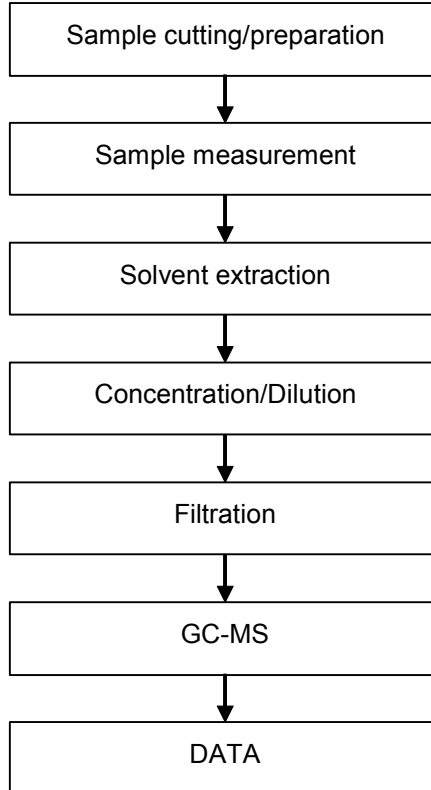 Sample cutting/preparation
Sample measurement
Solvent extraction
Concentration/Dilution
Filtration
GC-MS
DATA